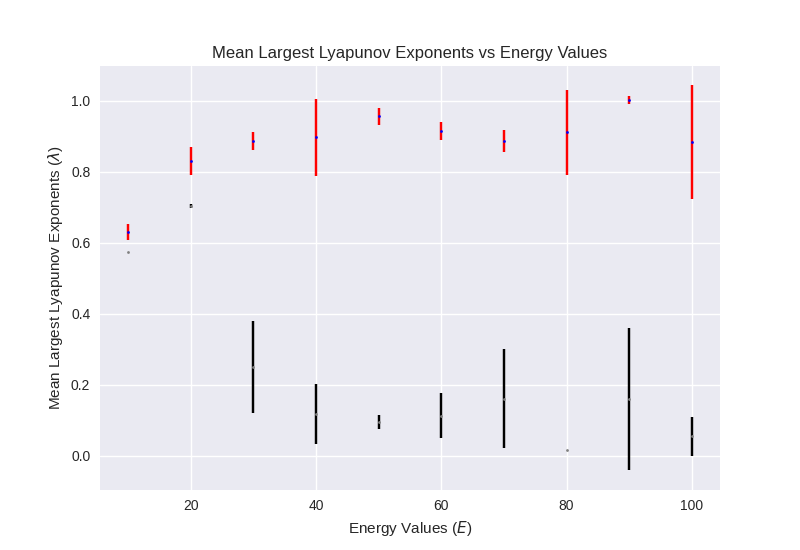 Mean Largest Lyapunov Exponents vs Energy Values
Mean Largest Lyapunov Exponents (λ)
1.0
0.8
0.6
0.4
0.2
0.0
20 40 60 80 100
Energy Values (E)